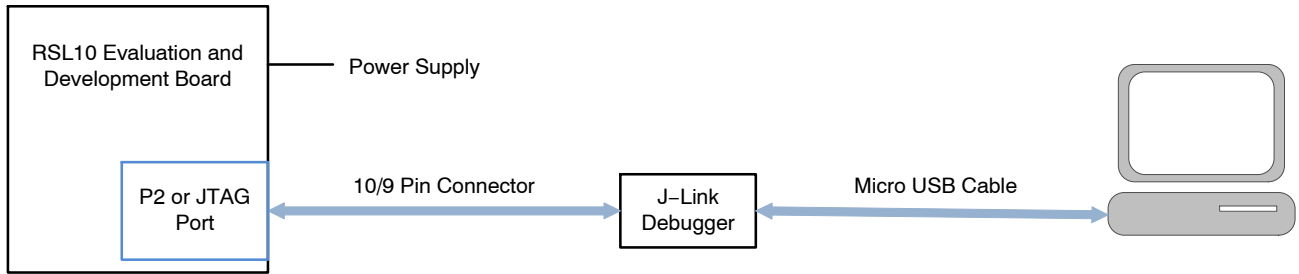 RSL10 Evaluation and
Development Board
Power Supply
P2 or JTAG
Port
10/9 Pin Connector
J−Link
Debugger
Micro USB Cable